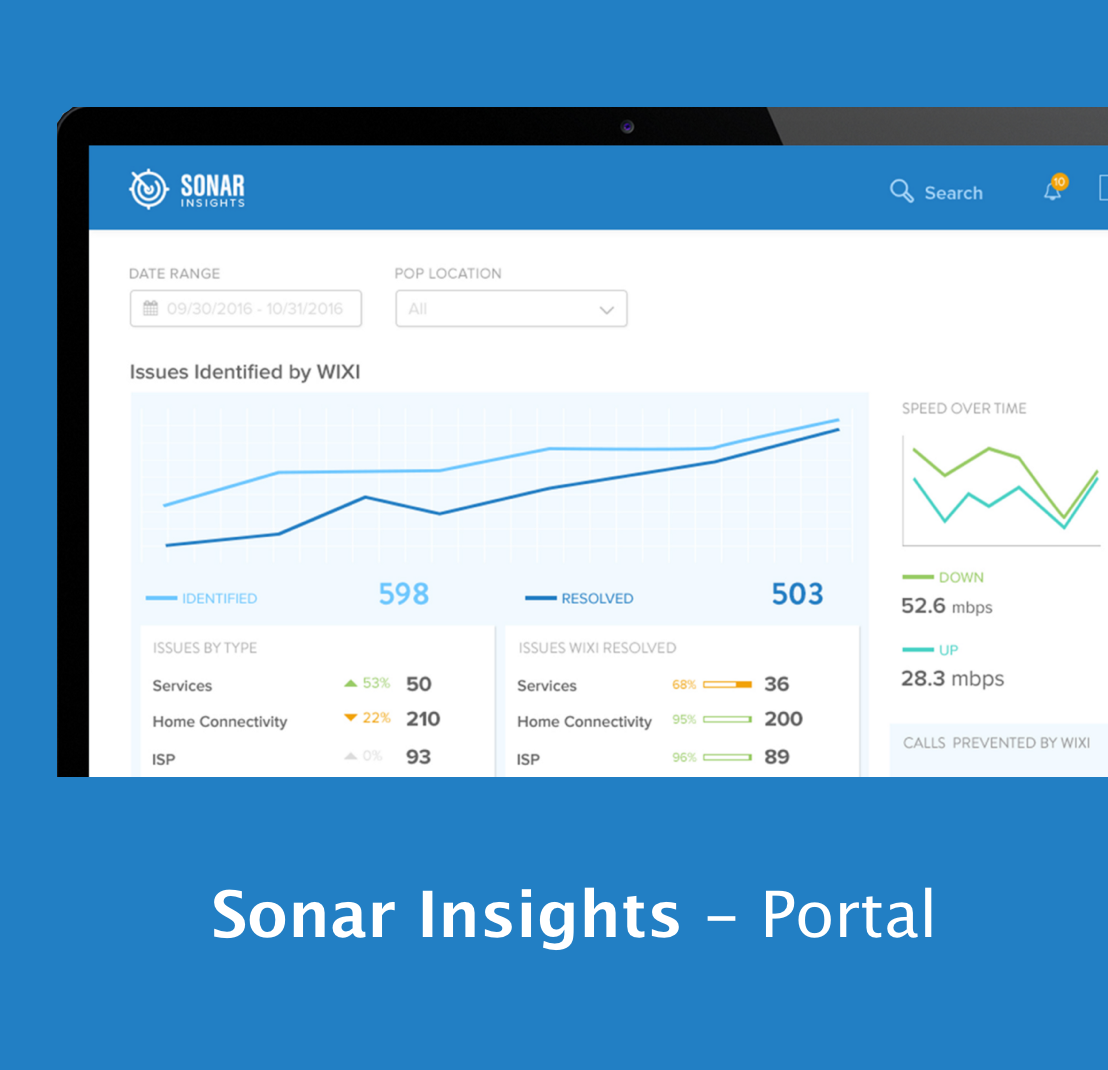 SONAR
INSIGHTS
Search
10
DATE RANGE
POP LOCATION
09/30/2016 - 10/31/2016
All
Issues Identified by WIXI
IDENTIFIED 598
RESOLVED 503
SPEED OVER TIME
DOWN
52.6 mbps
UP
28.3 mbps
ISSUES BY TYPE
Services 53% 50
Home Connectivity 22% 210
ISP 0% 93
ISSUES WIXI RESOLVED
Services 68% 36
Home Connectivity 95% 200
ISP 96% 89
CALLS PREVENTED BY WIXI
Sonar Insights – Portal